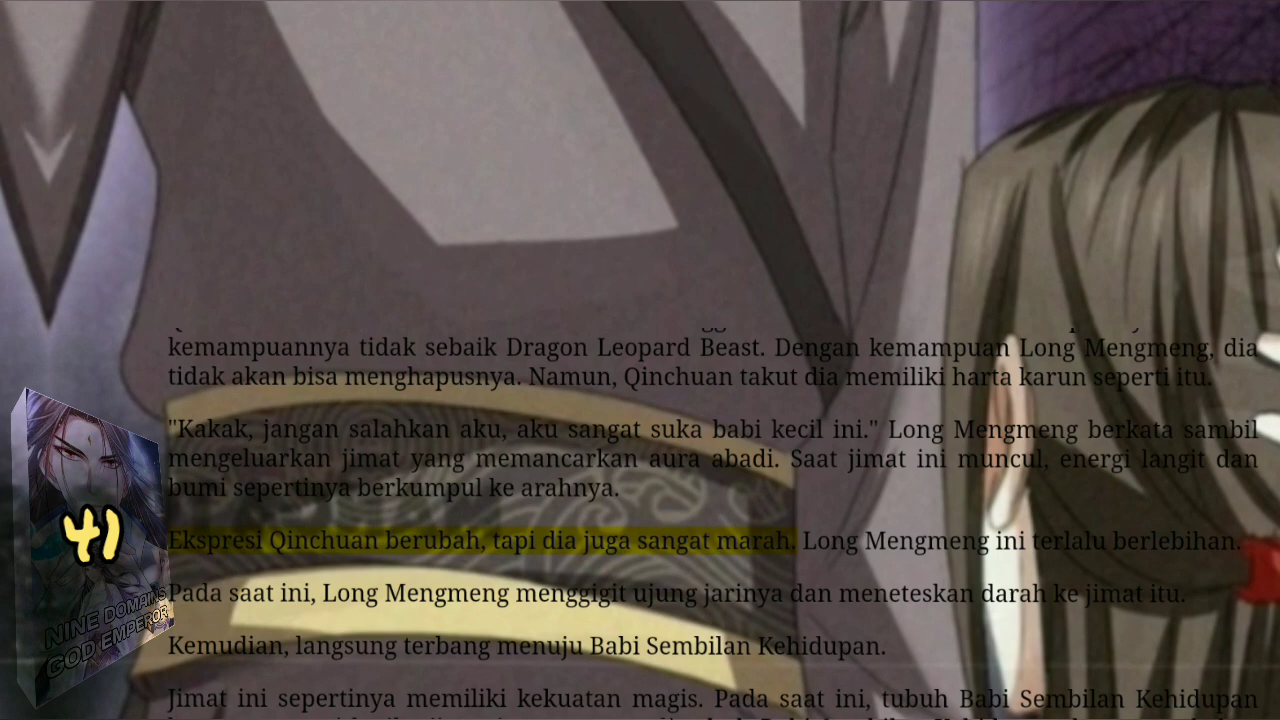 kemampuannya tidak sebaik Dragon Leopard Beast. Dengan kemampuan Long Mengmeng, dia
tidak akan bisa menghapusnya. Namun, Qinchuan takut dia memiliki harta karun seperti itu.
"Kakak, jangan salahkan aku, aku sangat suka babi kecil ini." Long Mengmeng berkata sambil
mengeluarkan jimat yang memancarkan aura abadi. Saat jimat ini muncul, energi langit dan
bumi sepertinya berkumpul ke arahnya.
Ekspresi Qinchuan berubah, tapi dia juga sangat marah. Long Mengmeng ini terlalu berlebihan.
Pada saat ini, Long Mengmeng menggigit ujung jarinya dan meneteskan darah ke jimat itu.
Kemudian, langsung terbang menuju Babi Sembilan Kehidupan.
Jimat ini sepertinya memiliki kekuatan magis. Pada saat ini, tubuh Babi Sembilan Kehidupan
41
NINE DOMAINS
GOD EMPEROR